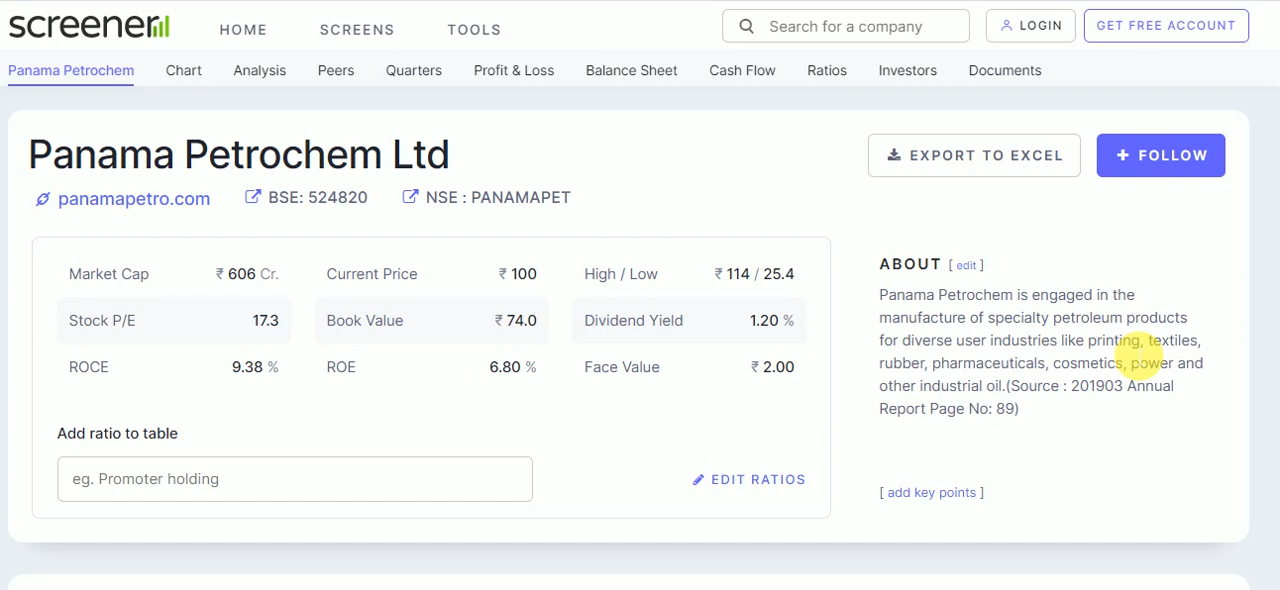 screener
HOME SCREENS TOOLS
Search for a company
LOGIN
GET FREE ACCOUNT
Panama Petrochem Chart Analysis Peers Quarters Profit & Loss Balance Sheet Cash Flow Ratios Investors Documents
Panama Petrochem Ltd
EXPORT TO EXCEL
+ FOLLOW
panamapetro.com BSE: 524820 NSE : PANAMAPET
Market Cap ₹ 606 Cr. Current Price ₹ 100 High / Low ₹ 114 / 25.4
Stock P/E 17.3 Book Value ₹ 74.0 Dividend Yield 1.20 %
ROCE 9.38 % ROE 6.80 % Face Value ₹ 2.00
Add ratio to table
eg. Promoter holding
EDIT RATIOS
ABOUT [ edit ]
Panama Petrochem is engaged in the
manufacture of specialty petroleum products
for diverse user industries like printing, textiles,
rubber, pharmaceuticals, cosmetics, power and
other industrial oil.(Source : 201903 Annual
Report Page No: 89)
[ add key points ]